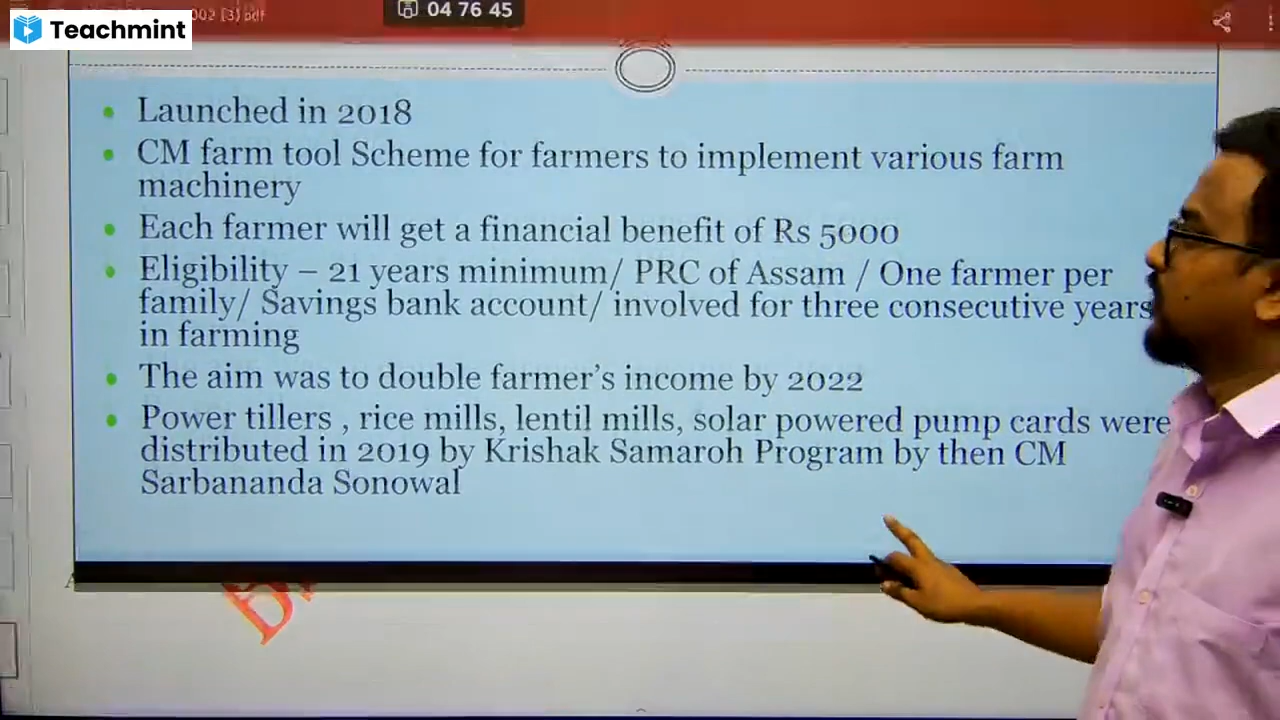 002 (3).pdf
04 76 45
Teachmint
Launched in 2018
CM farm tool Scheme for farmers to implement various farm
machinery
Each farmer will get a financial benefit of Rs 5000
Eligibility – 21 years minimum/ PRC of Assam / One farmer per
family/ Savings bank account/ involved for three consecutive years
in farming
The aim was to double farmer's income by 2022
Power tillers , rice mills, lentil mills, solar powered pump cards were
distributed in 2019 by Krishak Samaroh Program by then CM
Sarbananda Sonowal